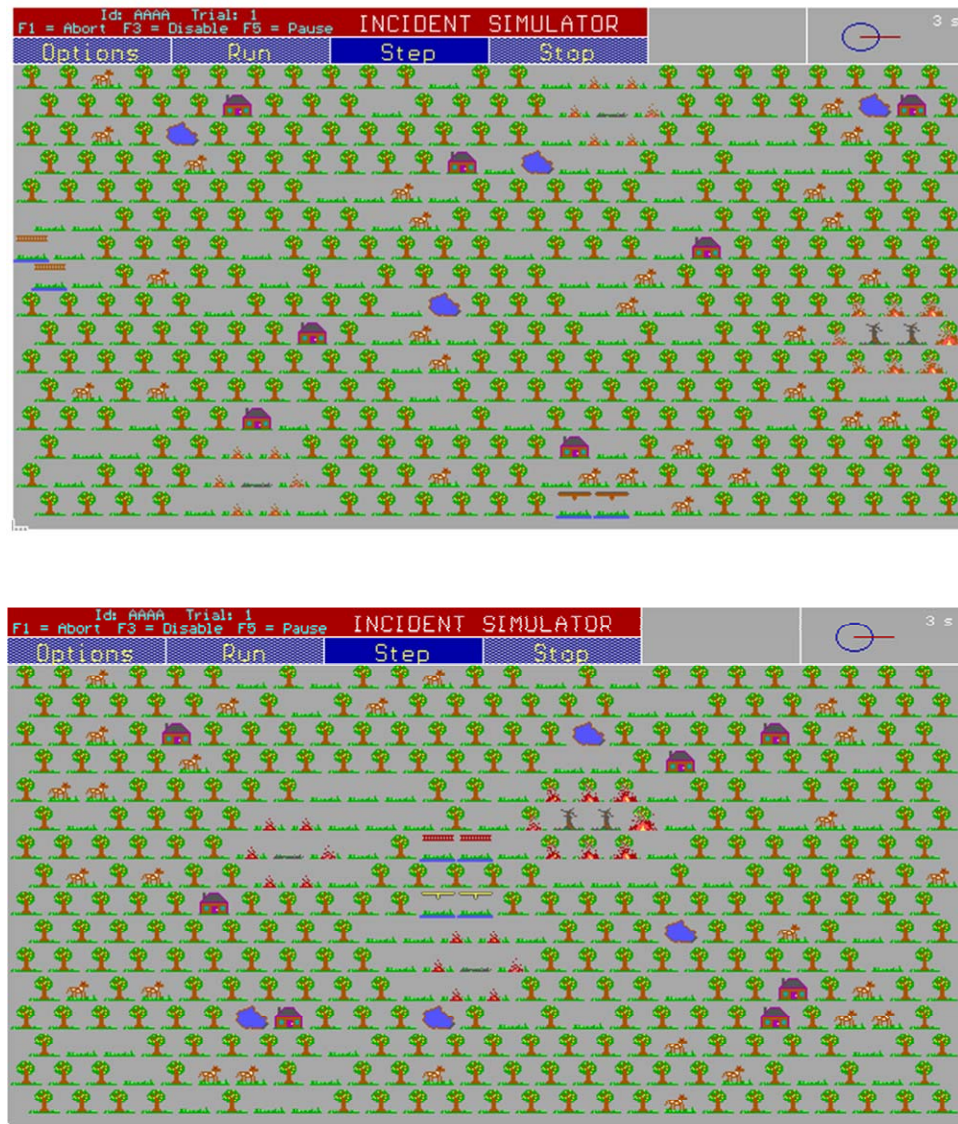 Id: AAAA Trial: 1
F1 = Abort F3 = Disable F5 = Pause
INCIDENT SIMULATOR
3 s
Options Run Step Stop
Id: AAAA Trial: 1
F1 = Abort F3 = Disable F5 = Pause
INCIDENT SIMULATOR
3 s
Options Run Step Stop